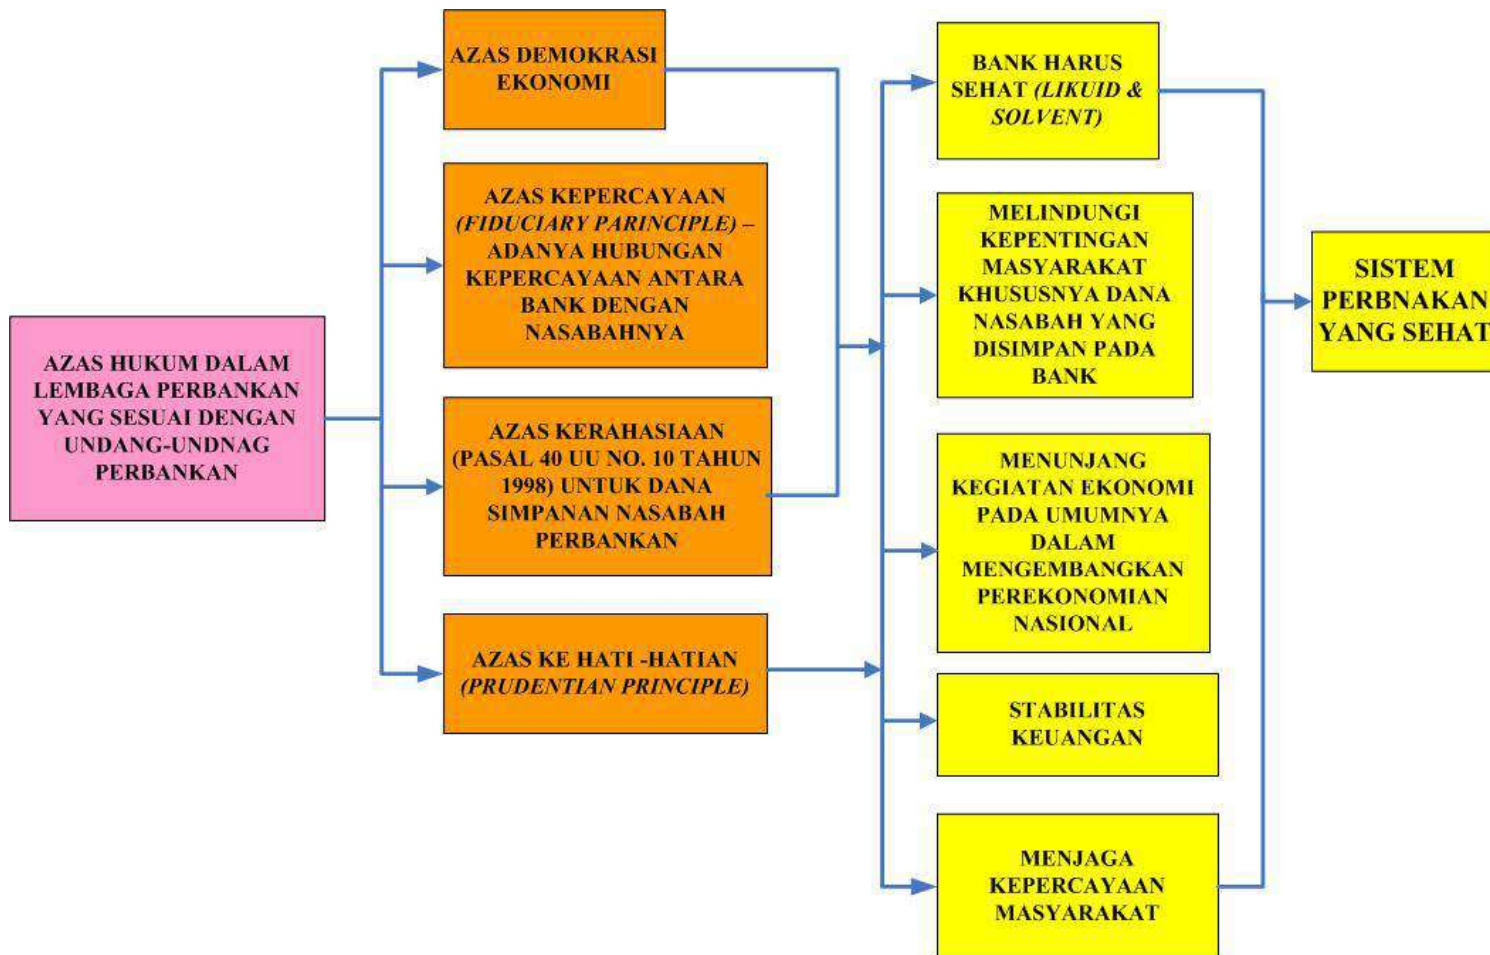 AZAS HUKUM DALAM
LEMBAGA PERBANKAN
YANG SESUAI DENGAN
UNDANG-UNDNAG
PERBANKAN
AZAS DEMOKRASI
EKONOMI
AZAS KEPERCAYAAN
(FIDUCIARY PARINCIPLE) –
ADANYA HUBUNGAN
KEPERCAYAAN ANTARA
BANK DENGAN
NASABAHNYA
AZAS KERAHASIAAN
(PASAL 40 UU NO. 10 TAHUN
1998) UNTUK DANA
SIMPANAN NASABAH
PERBANKAN
AZAS KE HATI -HATIAN
(PRUDENTIAN PRINCIPLE)
BANK HARUS
SEHAT (LIKUID &
SOLVENT)
MELINDUNGI
KEPENTINGAN
MASYARAKAT
KHUSUSNYA DANA
NASABAH YANG
DISIMPAN PADA
BANK
MENUNJANG
KEGIATAN EKONOMI
PADA UMUMNYA
DALAM
MENGEMBANGKAN
PEREKONOMIAN
NASIONAL
STABILITAS
KEUANGAN
MENJAGA
KEPERCAYAAN
MASYARAKAT
SISTEM
PERBNAKAN
YANG SEHAT